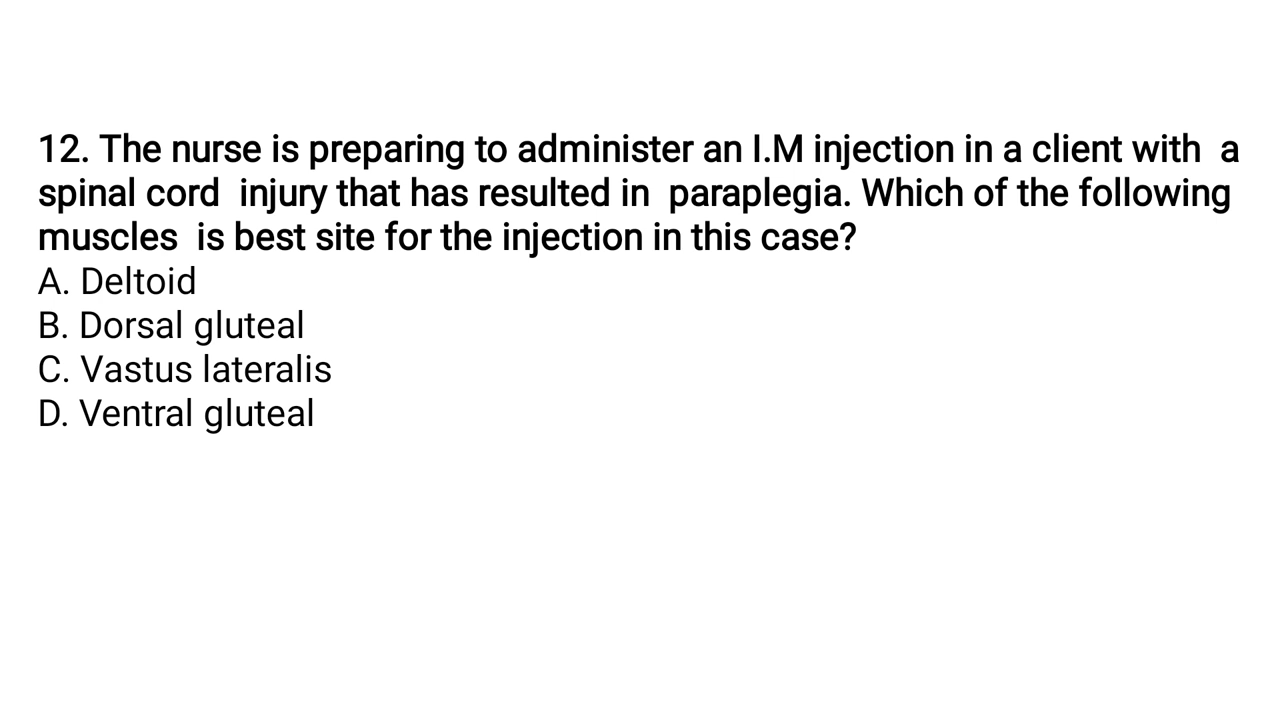 12. The nurse is preparing to administer an I.M injection in a client with  a
spinal cord  injury that has resulted in  paraplegia. Which of the following
muscles  is best site for the injection in this case?
A. Deltoid
B. Dorsal gluteal
C. Vastus lateralis
D. Ventral gluteal